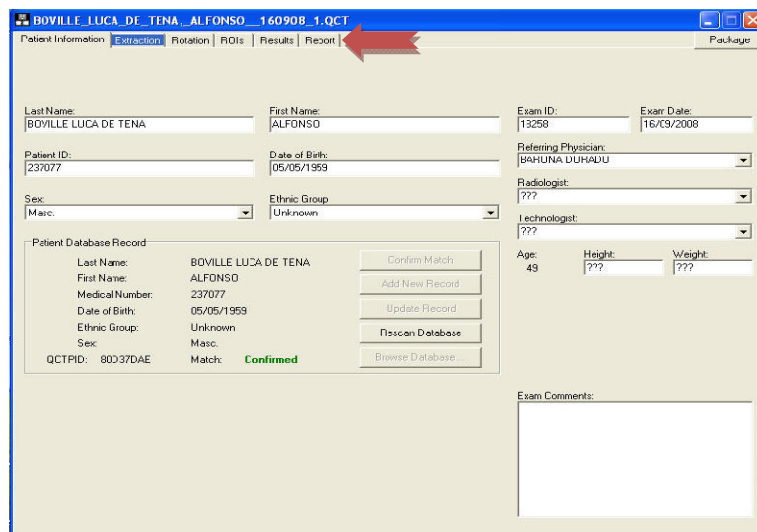 BOVILLE_LUCA_DE_TENA,_ALFONSO__160908_1.QCT
Patient Information Extraction Rotation ROIs Results Report Package
Last Name: First Name: Exam ID: Exam Date:
BOVILLE LUCA DE TENA ALFONSO 13258 16/09/2008
Patient ID: Date of Birth: Referring Physician:
237077 05/05/1959 BARONA DORADO
Radiologist:
???
Sex: Ethnic Group Technologist:
Masc. Unknown ???
Patient Database Record
Age: Height: Weight:
49 ??? ???
Last Name: BOVILLE LUCA DE TENA Confirm Match
First Name: ALFONSO Add New Record
Medical Number: 237077
Date of Birth: 05/05/1959 Update Record
Ethnic Group: Unknown Rescan Database
Sex: Masc.
QCTPID: 80D37DAE Match: Confirmed Browse Database ...
Exam Comments: